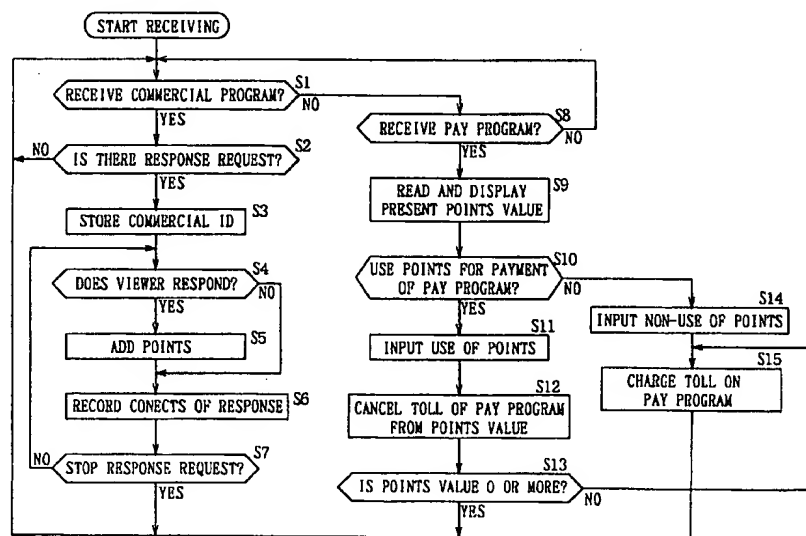 START RECEIVING
S1
RECEIVE COMMERCIAL PROGRAM?
NO
YES
S2
NO
IS THERE RESPONSE REQUEST?
YES
S3
STORE COMMERCIAL ID
S4
DOES VIEWER RESPOND?
NO
YES
S5
ADD POINTS
S6
RECORD CONECTS OF RESPONSE
S7
NO
STOP RESPONSE REQUEST?
YES
S8
RECEIVE PAY PROGRAM?
NO
YES
S9
READ AND DISPLAY
PRESENT POINTS VALUE
S10
USE POINTS FOR PAYMENT
OF PAY PROGRAM?
NO
YES
S11
INPUT USE OF POINTS
S12
CANCEL TOLL OF PAY PROGRAM
FROM POINTS VALUE
S13
IS POINTS VALUE 0 OR MORE?
NO
YES
S14
INPUT NON-USE OF POINTS
S15
CHARGE TOLL ON
PAY PROGRAM